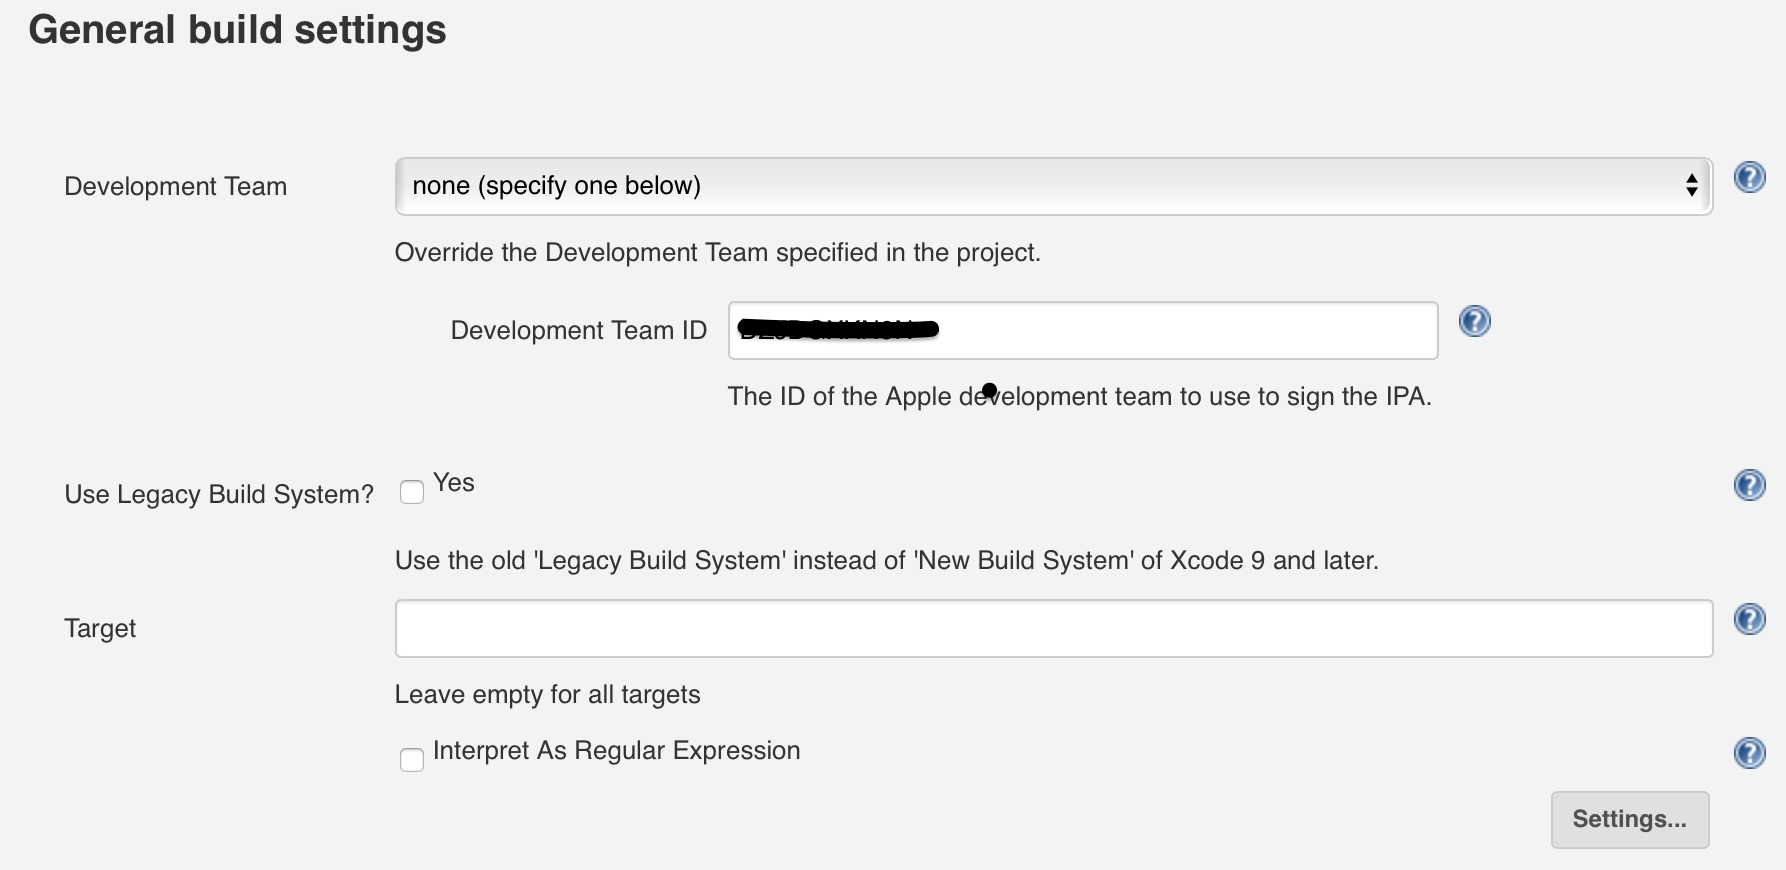 General build settings
Development Team
none (specify one below)
Override the Development Team specified in the project.
Development Team ID
The ID of the Apple development team to use to sign the IPA.
Use Legacy Build System?
Yes
Use the old 'Legacy Build System' instead of 'New Build System' of Xcode 9 and later.
Target
Leave empty for all targets
Interpret As Regular Expression
Settings...